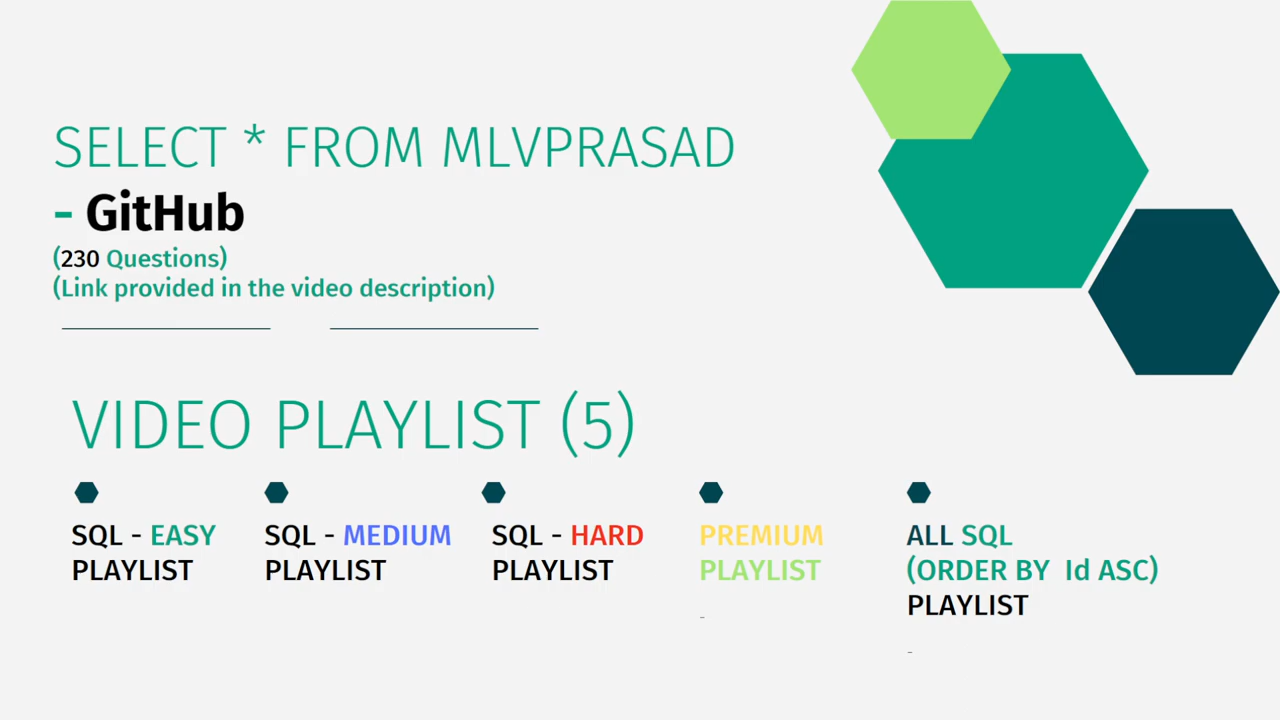 SELECT * FROM MLVPRASAD
- GitHub
(230 Questions)
(Link provided in the video description)
VIDEO PLAYLIST (5)
SQL - EASY
PLAYLIST
SQL - MEDIUM
PLAYLIST
SQL - HARD
PLAYLIST
PREMIUM
PLAYLIST
-
ALL SQL
(ORDER BY Id ASC)
PLAYLIST
-